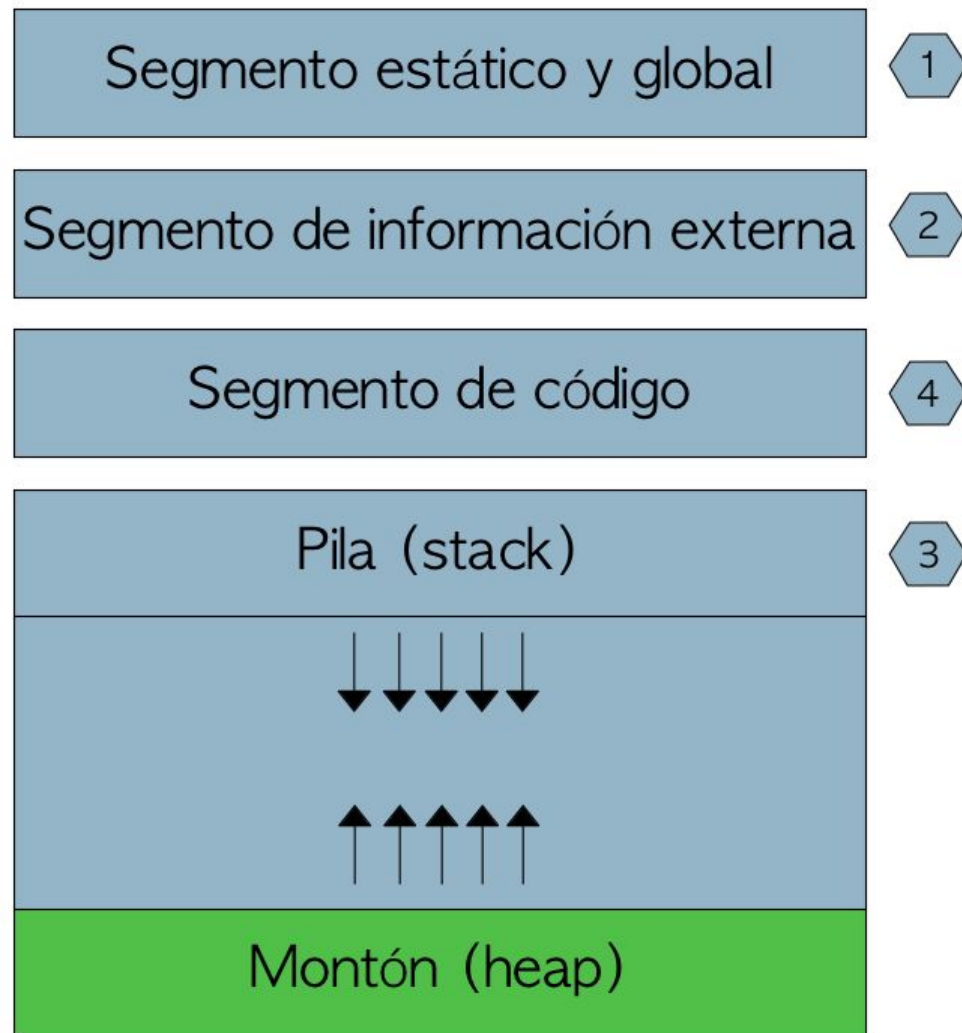 Segmento estático y global
1
Segmento de información externa
2
Segmento de código
4
Pila (stack)
3
Montón (heap)